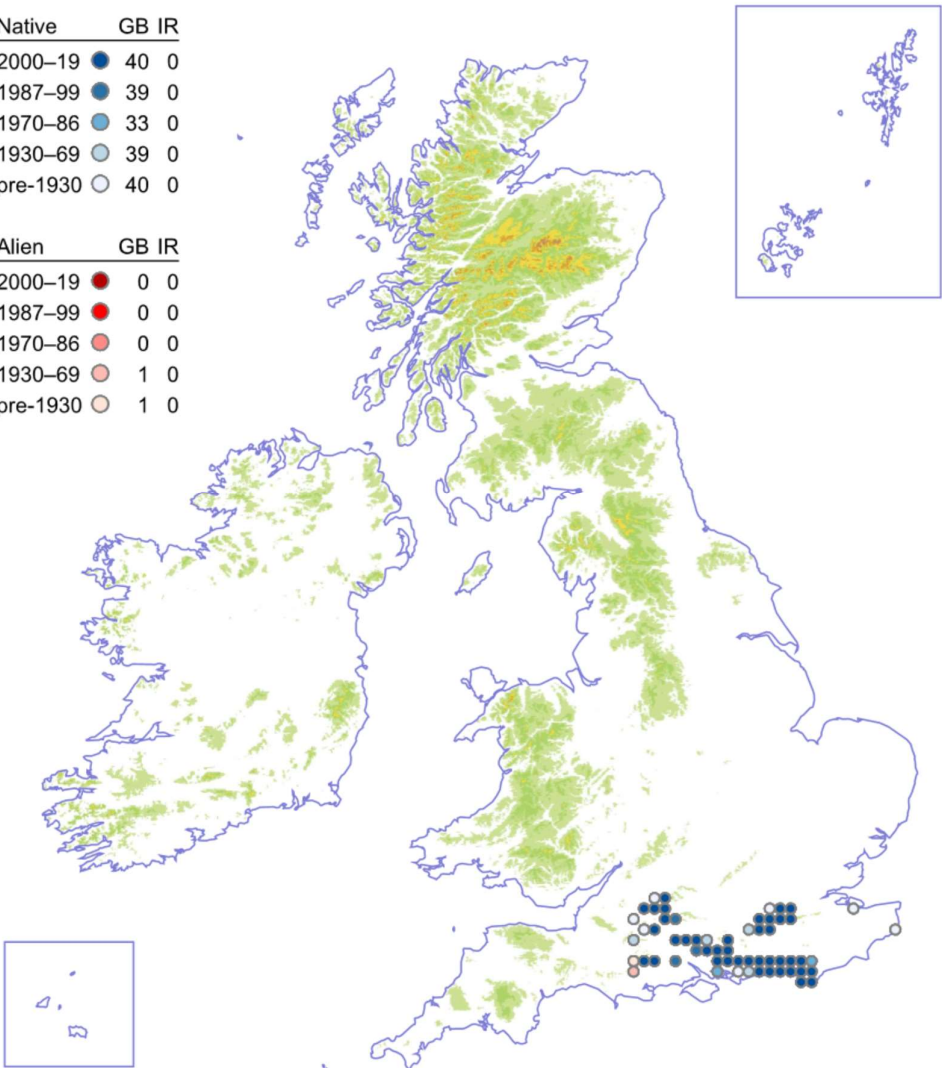 Native GB IR
2000–19 40 0
1987–99 39 0
1970–86 33 0
1930–69 39 0
pre-1930 40 0
Alien GB IR
2000–19 0 0
1987–99 0 0
1970–86 0 0
1930–69 1 0
pre-1930 1 0